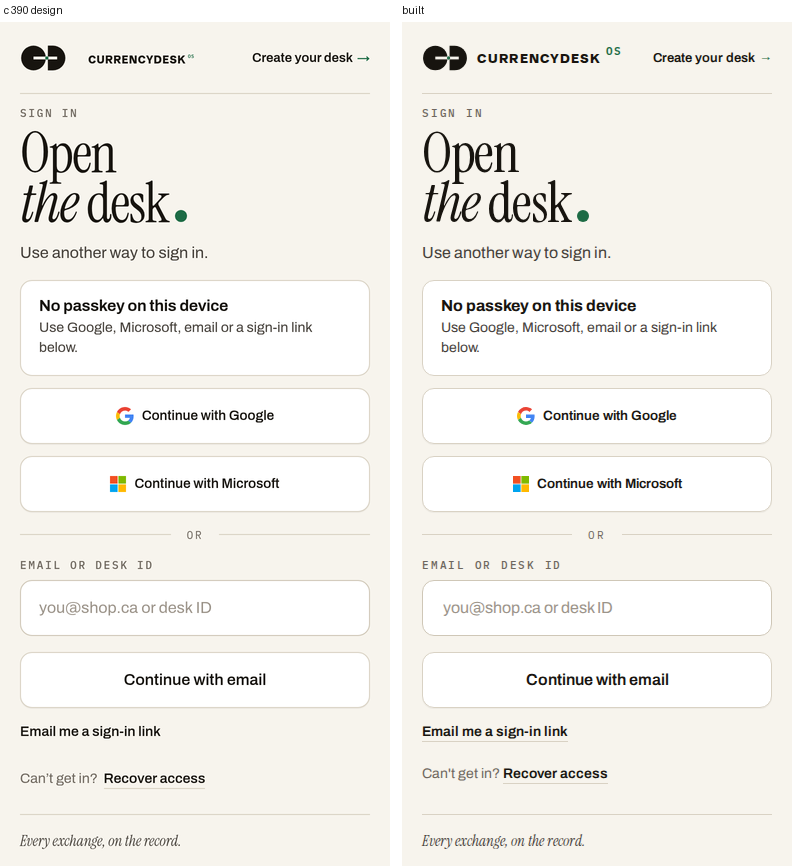 c 390 design
CURRENCYDESK OS
Create your desk →
SIGN IN
Open
the desk.
Use another way to sign in.
No passkey on this device
Use Google, Microsoft, email or a sign-in link
below.
Continue with Google
Continue with Microsoft
OR
EMAIL OR DESK ID
you@shop.ca or desk ID
Continue with email
Email me a sign-in link
Can't get in? Recover access
Every exchange, on the record.
built
CURRENCYDESK OS
Create your desk →
SIGN IN
Open
the desk.
Use another way to sign in.
No passkey on this device
Use Google, Microsoft, email or a sign-in link
below.
Continue with Google
Continue with Microsoft
OR
EMAIL OR DESK ID
you@shop.ca or desk ID
Continue with email
Email me a sign-in link
Can't get in? Recover access
Every exchange, on the record.